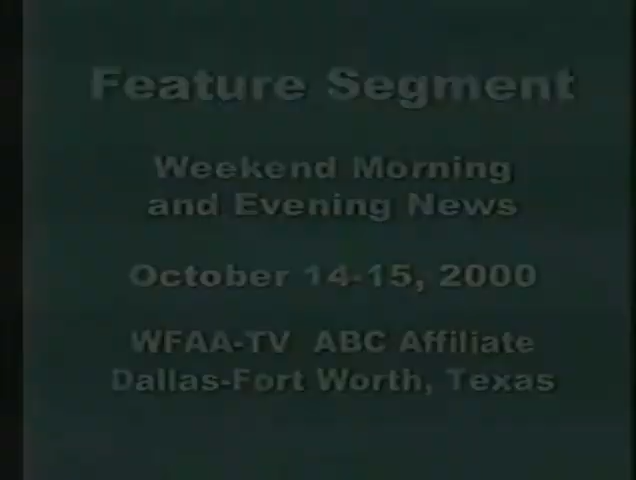 Feature Segment
Weekend Morning
and Evening News
October 14-15, 2000
WFAA-TV ABC Affiliate
Dallas-Fort Worth, Texas